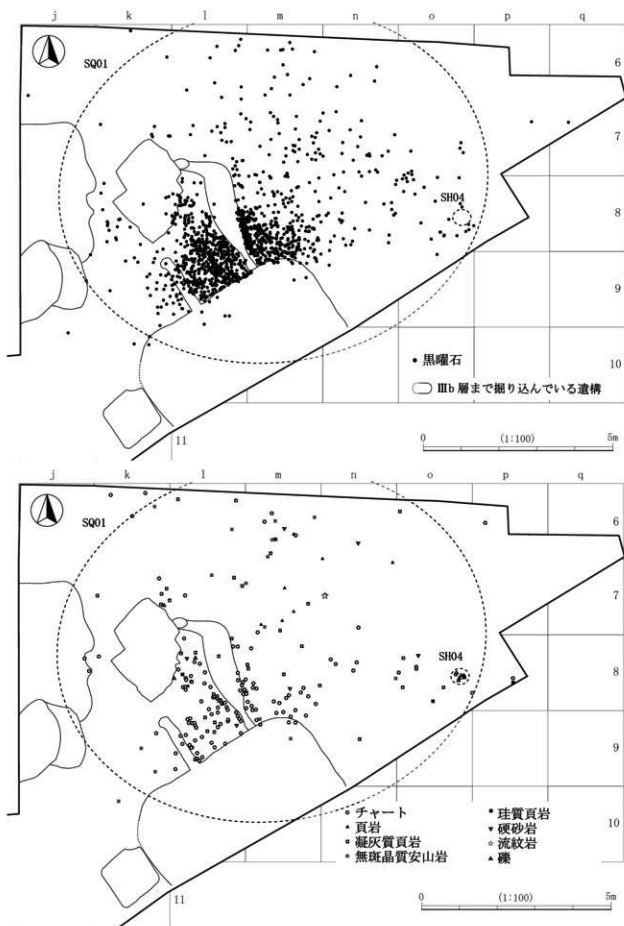 j k l m n o p q
SQ01
6
7
SH04
8
9
● 黒曜石
Ⅲb 層まで掘り込んでいる遺構
10
11
0 (1:100) 5m
j k l m n o p q
SQ01
6
7
SH04
8
9
チャート
頁岩
凝灰質頁岩
無斑晶質安山岩
珪質頁岩
硬砂岩
流紋岩
礫
10
11
0 (1:100) 5m